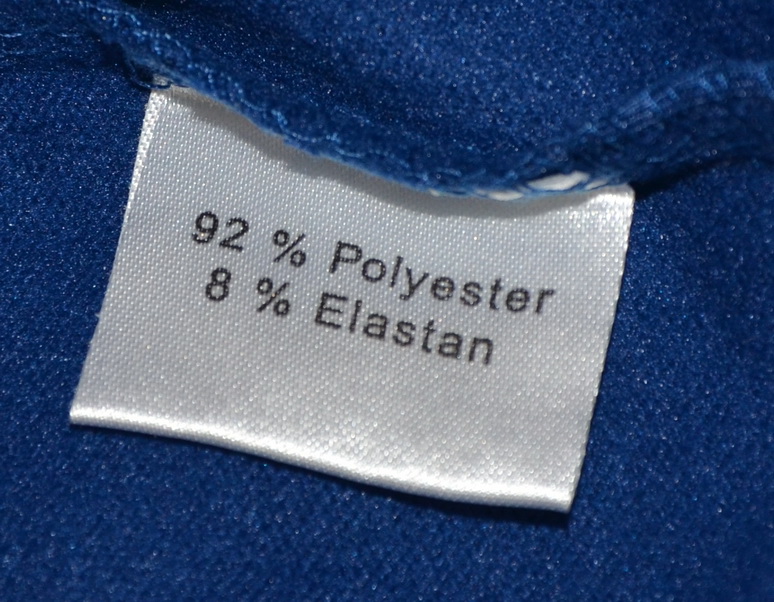 92 % Polyester
8 % Elastan